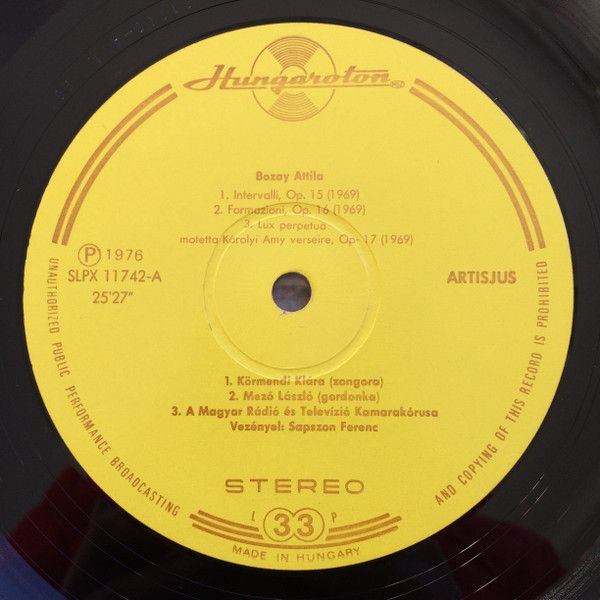 Hungaroton
Bozay Attila
1. Intervalli, Op. 15 (1969)
2. Formazioni, Op. 16 (1969)
3. Lux perpetua
motetta Károlyi Amy verseire, Op- 17 (1969)
Ⓟ 1976
SLPX 11742-A
25'27"
ARTISJUS
1. Körmendi Klára (zongora)
2. Mező László (gordonka)
3. A Magyar Rádió és Televízió Kamarakórusa
Vezényel: Sapszon Ferenc
STEREO
L 33 P
MADE IN HUNGARY
UNAUTHORIZED PUBLIC PERFORMANCE BROADCASTING
AND COPYING OF THIS RECORD IS PROHIBITED